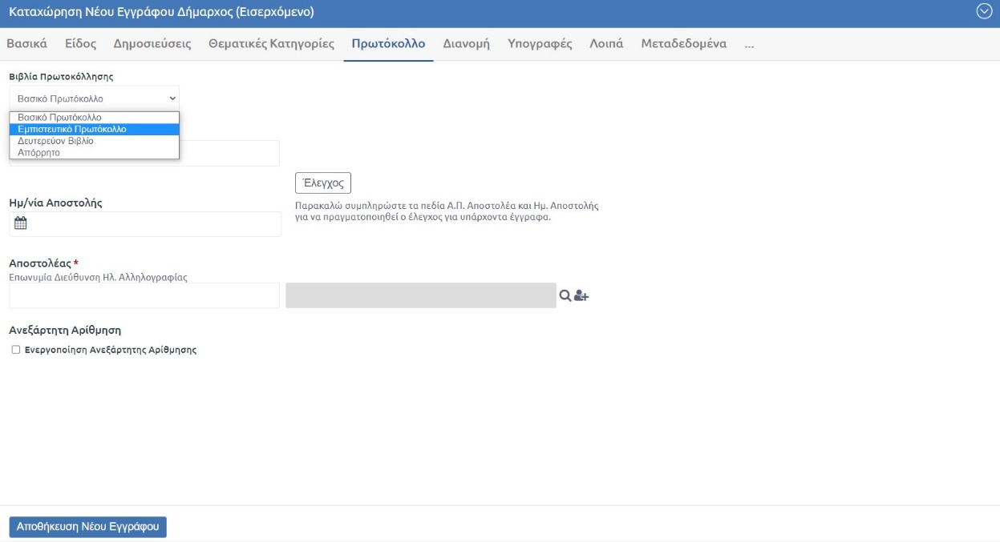 Καταχώρηση Νέου Εγγράφου Δήμαρχος (Εισερχόμενο)
Βασικά Είδος Δημοσιεύσεις Θεματικές Κατηγορίες Πρωτόκολλο Διανομή Υπογραφές Λοιπά Μεταδεδομένα ...
Βιβλία Πρωτοκόλλησης
Βασικό Πρωτόκολλο
Βασικό Πρωτόκολλο
Εμπιστευτικό Πρωτόκολλο
Δευτερεύον Βιβλίο
Απόρρητο
Έλεγχος
Ημ/νία Αποστολής
Παρακαλώ συμπληρώστε τα πεδία Α.Π. Αποστολέα και Ημ. Αποστολής
για να πραγματοποιηθεί ο έλεγχος για υπάρχοντα έγγραφα.
Αποστολέας *
Επωνυμία Διεύθυνση Ηλ. Αλληλογραφίας
Ανεξάρτητη Αρίθμηση
Ενεργοποίηση Ανεξάρτητης Αρίθμησης
Αποθήκευση Νέου Εγγράφου